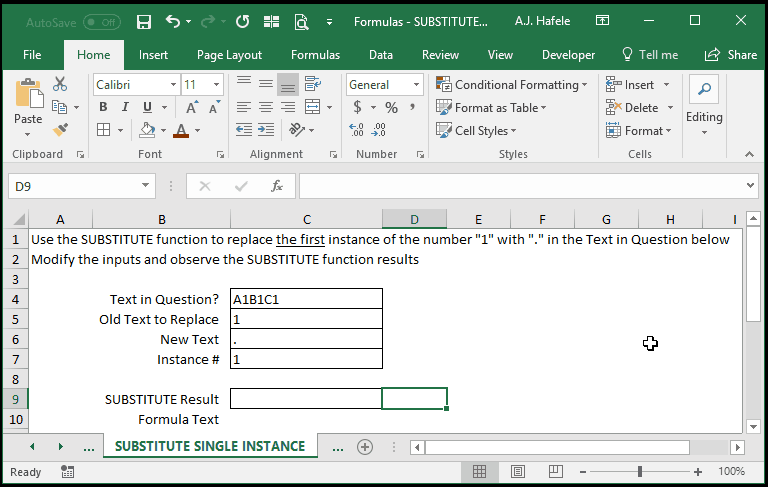 AutoSave Off Formulas - SUBSTITUTE... A.J. Hafele
File Home Insert Page Layout Formulas Data Review View Developer Tell me Share
Paste Calibri 11 General Conditional Formatting Insert
B I U A A $ % , Format as Table Delete Editing
A Cell Styles Format
Clipboard Font Alignment Number Styles Cells
D9 fx
A B C D E F G H I
1 Use the SUBSTITUTE function to replace the first instance of the number "1" with "." in the Text in Question below
2 Modify the inputs and observe the SUBSTITUTE function results
3
4 Text in Question? A1B1C1
5 Old Text to Replace 1
6 New Text .
7 Instance # 1
8
9 SUBSTITUTE Result
10 Formula Text
... SUBSTITUTE SINGLE INSTANCE ...
Ready 100%